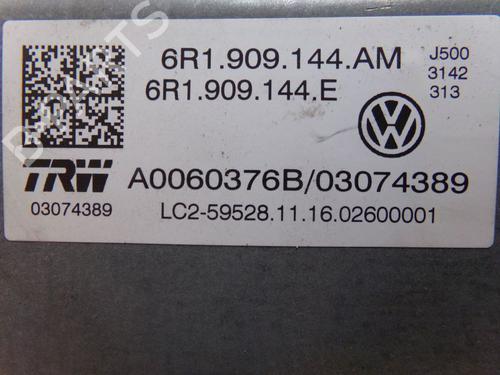 6R1.909.144.AM
J500
6R1.909.144.E
3142
313
TRW
A0060376B/03074389
03074389
LC2-59528.11.16.02600001